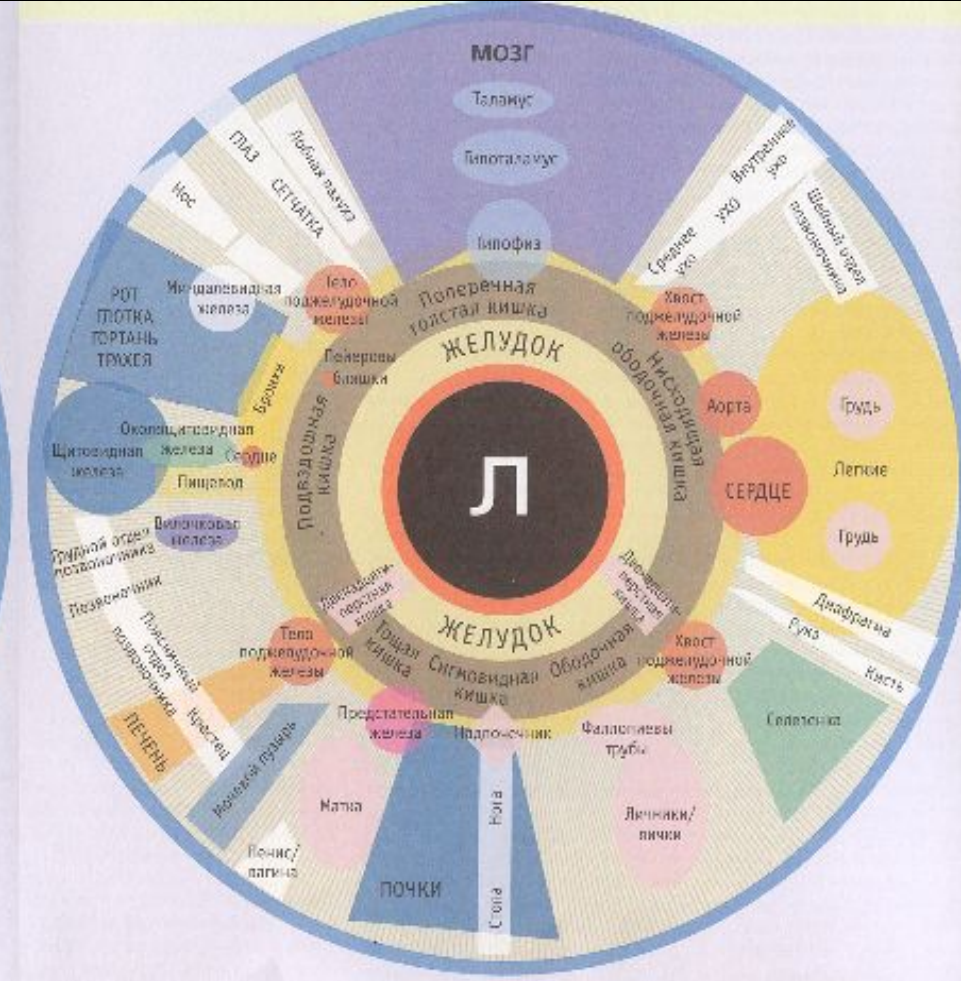 МОЗГ
Таламус
Гипоталамус
Гипофиз
Лобная пазуха
ГЛАЗ
СЕТЧАТКА
Нос
РОТ
ГЛОТКА
ГОРТАНЬ
ТРАХЕЯ
Миндалевидная
железа
Тело
поджелудочной
железы
Бронхи
Околощитовидная
железа
Щитовидная
железа
Сердце
Пищевод
Вилочковая
железа
Грудной отдел
позвоночника
Позвоночник
Поясничный
отдел
позвоночника
Крестец
Тело
поджелудочной
железы
ПЕЧЕНЬ
Мочевой пузырь
Пенис/
вагина
Матка
Предстательная
железа
ПОЧКИ
Надпочечник
Нога
Стопа
Фаллопиевы
трубы
Яичники/
яички
Хвост
поджелудочной
железы
Селезенка
Рука
Кисть
Диафрагма
Грудь
Легкие
Грудь
СЕРДЦЕ
Аорта
Хвост
поджелудочной
железы
Шейный отдел
позвоночника
Внутреннее
ухо
УХО
Среднее
ухо
Поперечная
толстая кишка
Нисходящая
ободочная кишка
Пейеровы
бляшки
Подвздошная
кишка
Двенадцати-
перстная
кишка
Тощая
кишка
Сигмовидная
кишка
Ободочная
кишка
Двенадцати-
перстная
кишка
ЖЕЛУДОК
Л
ЖЕЛУДОК